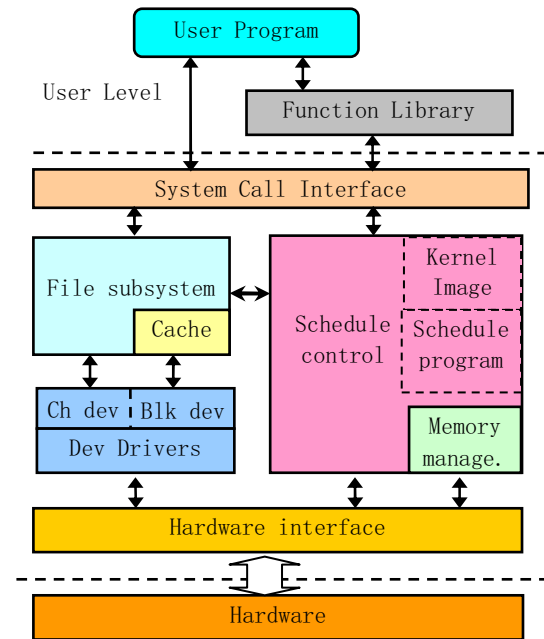 User Program
User Level
Function Library
System Call Interface
File subsystem
Cache
Schedule
control
Kernel
Image
Schedule
program
Memory
manage.
Ch dev
Blk dev
Dev Drivers
Hardware interface
Hardware